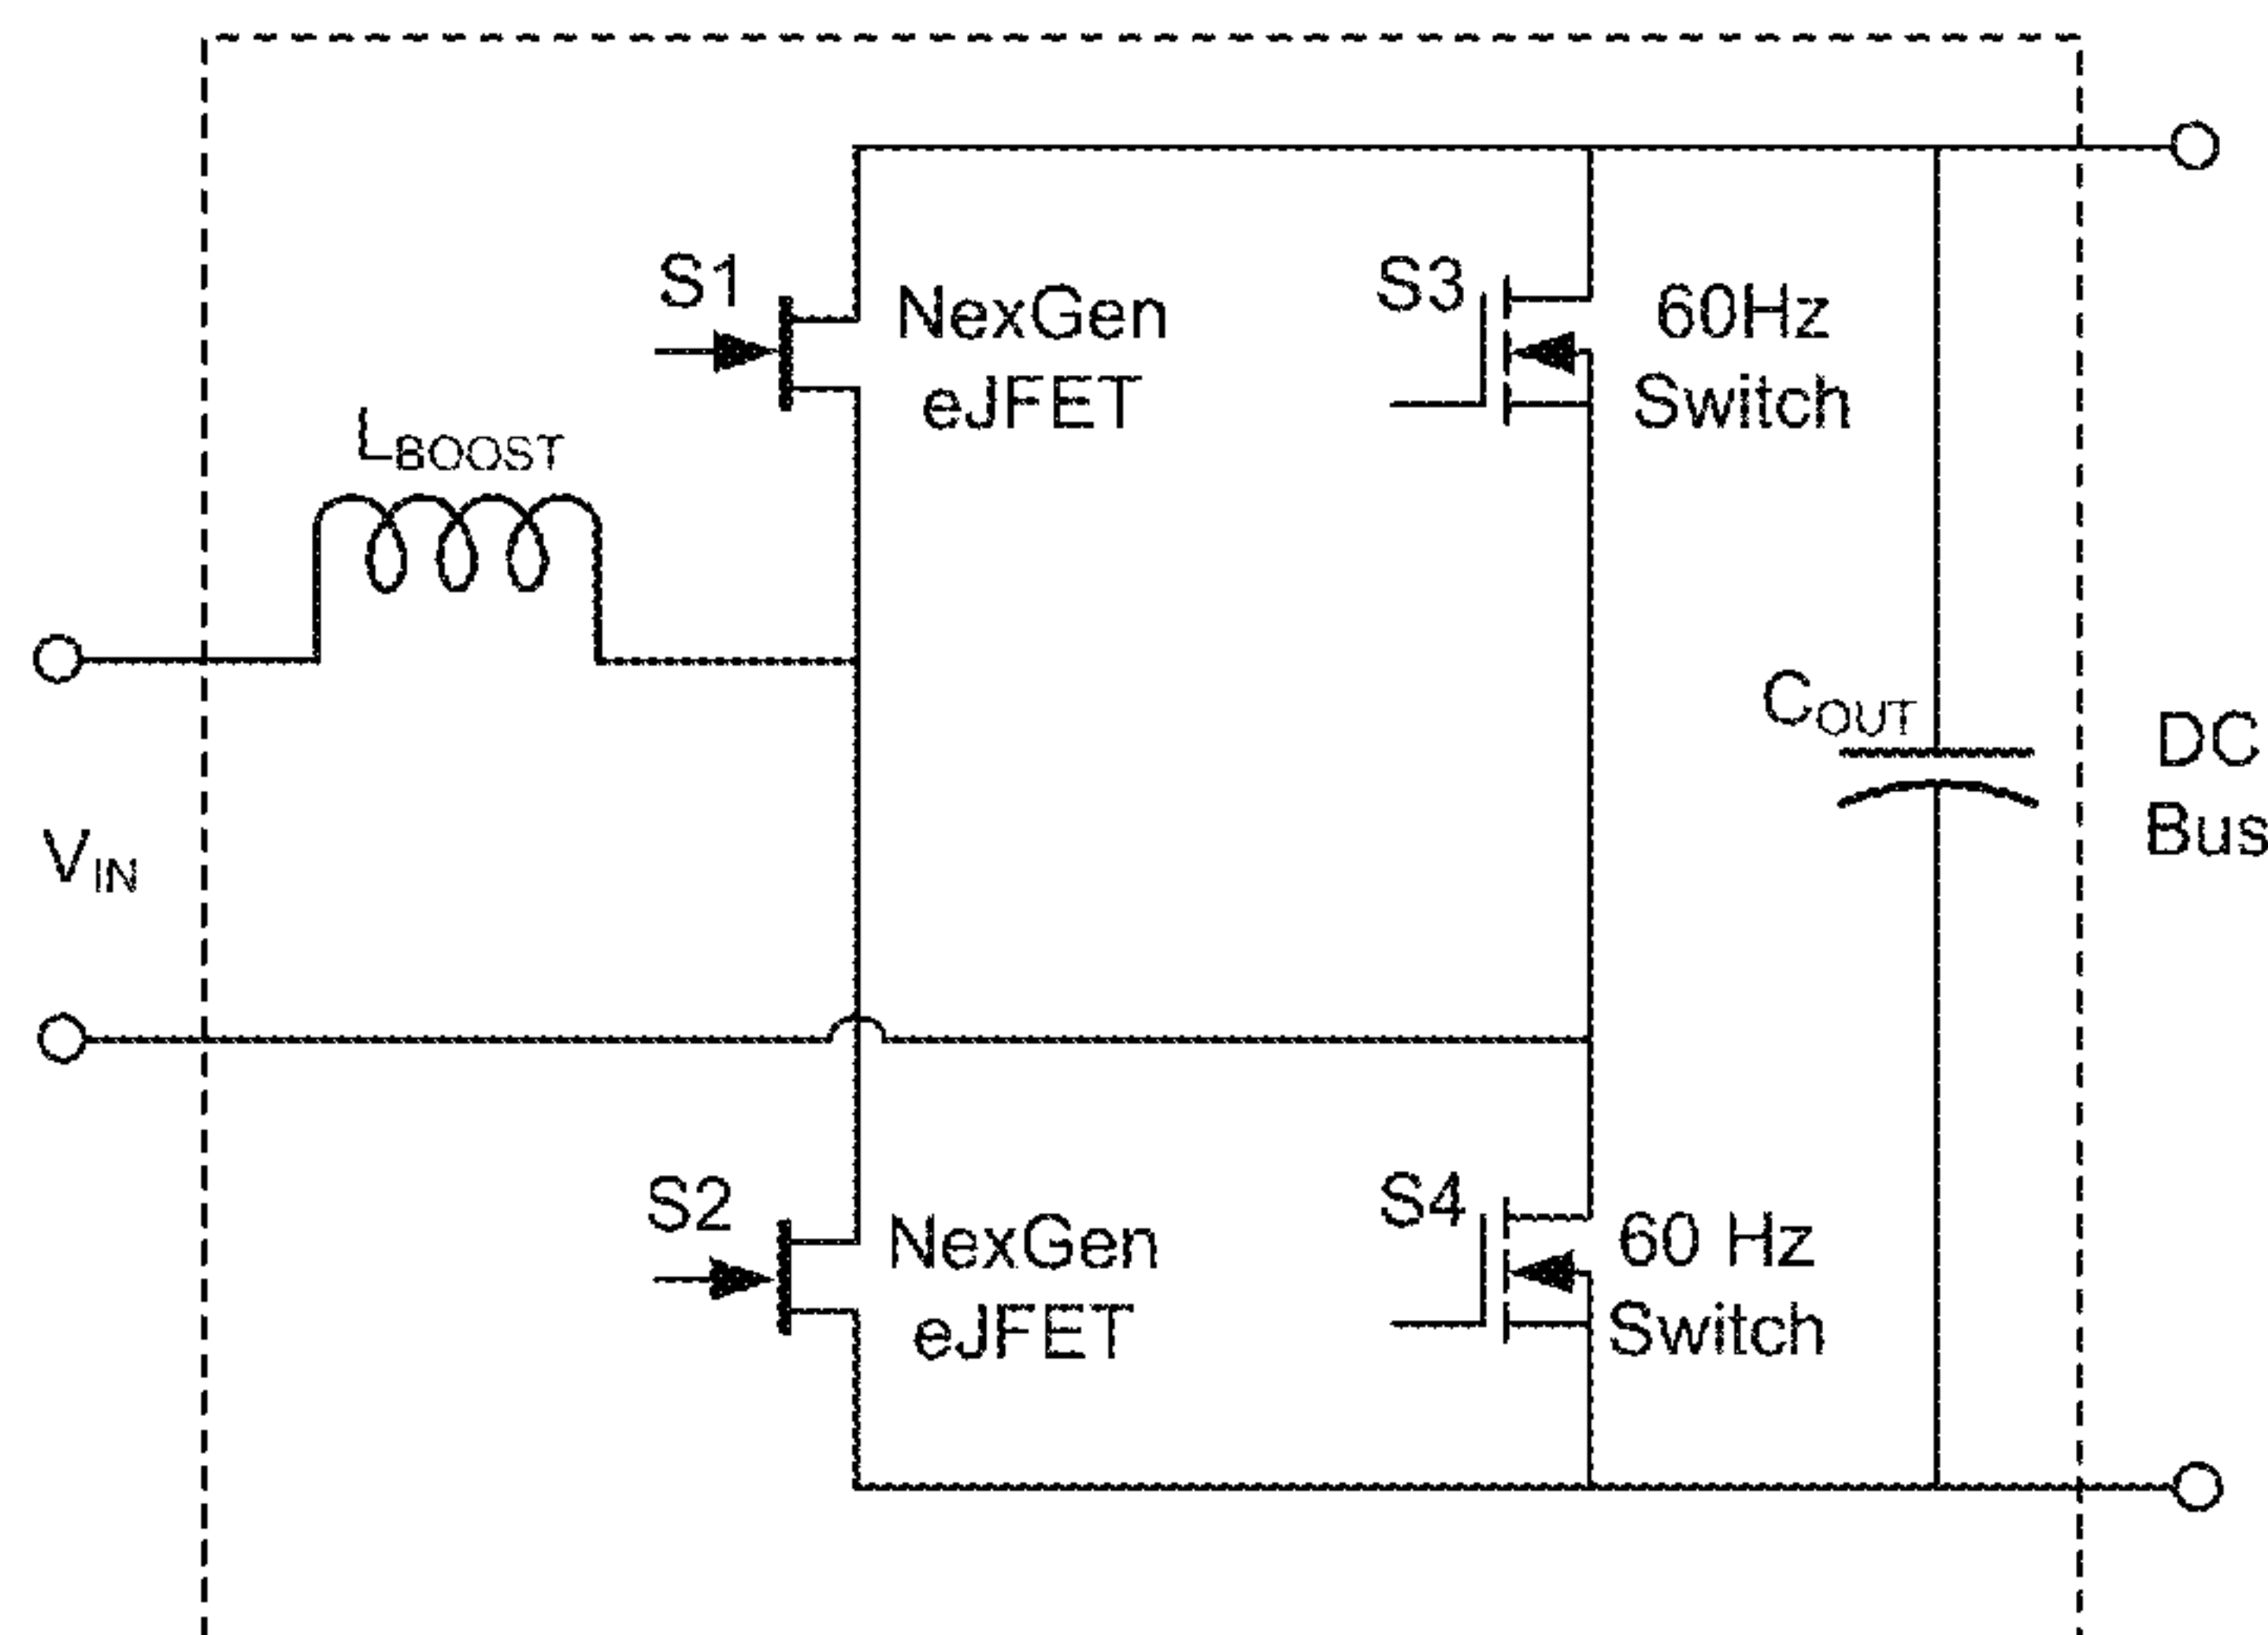 S1
NexGen
eJFET
S3
60Hz
Switch
LBOOST
COUT
DC
Bus
VIN
S2
NexGen
eJFET
S4
60 Hz
Switch